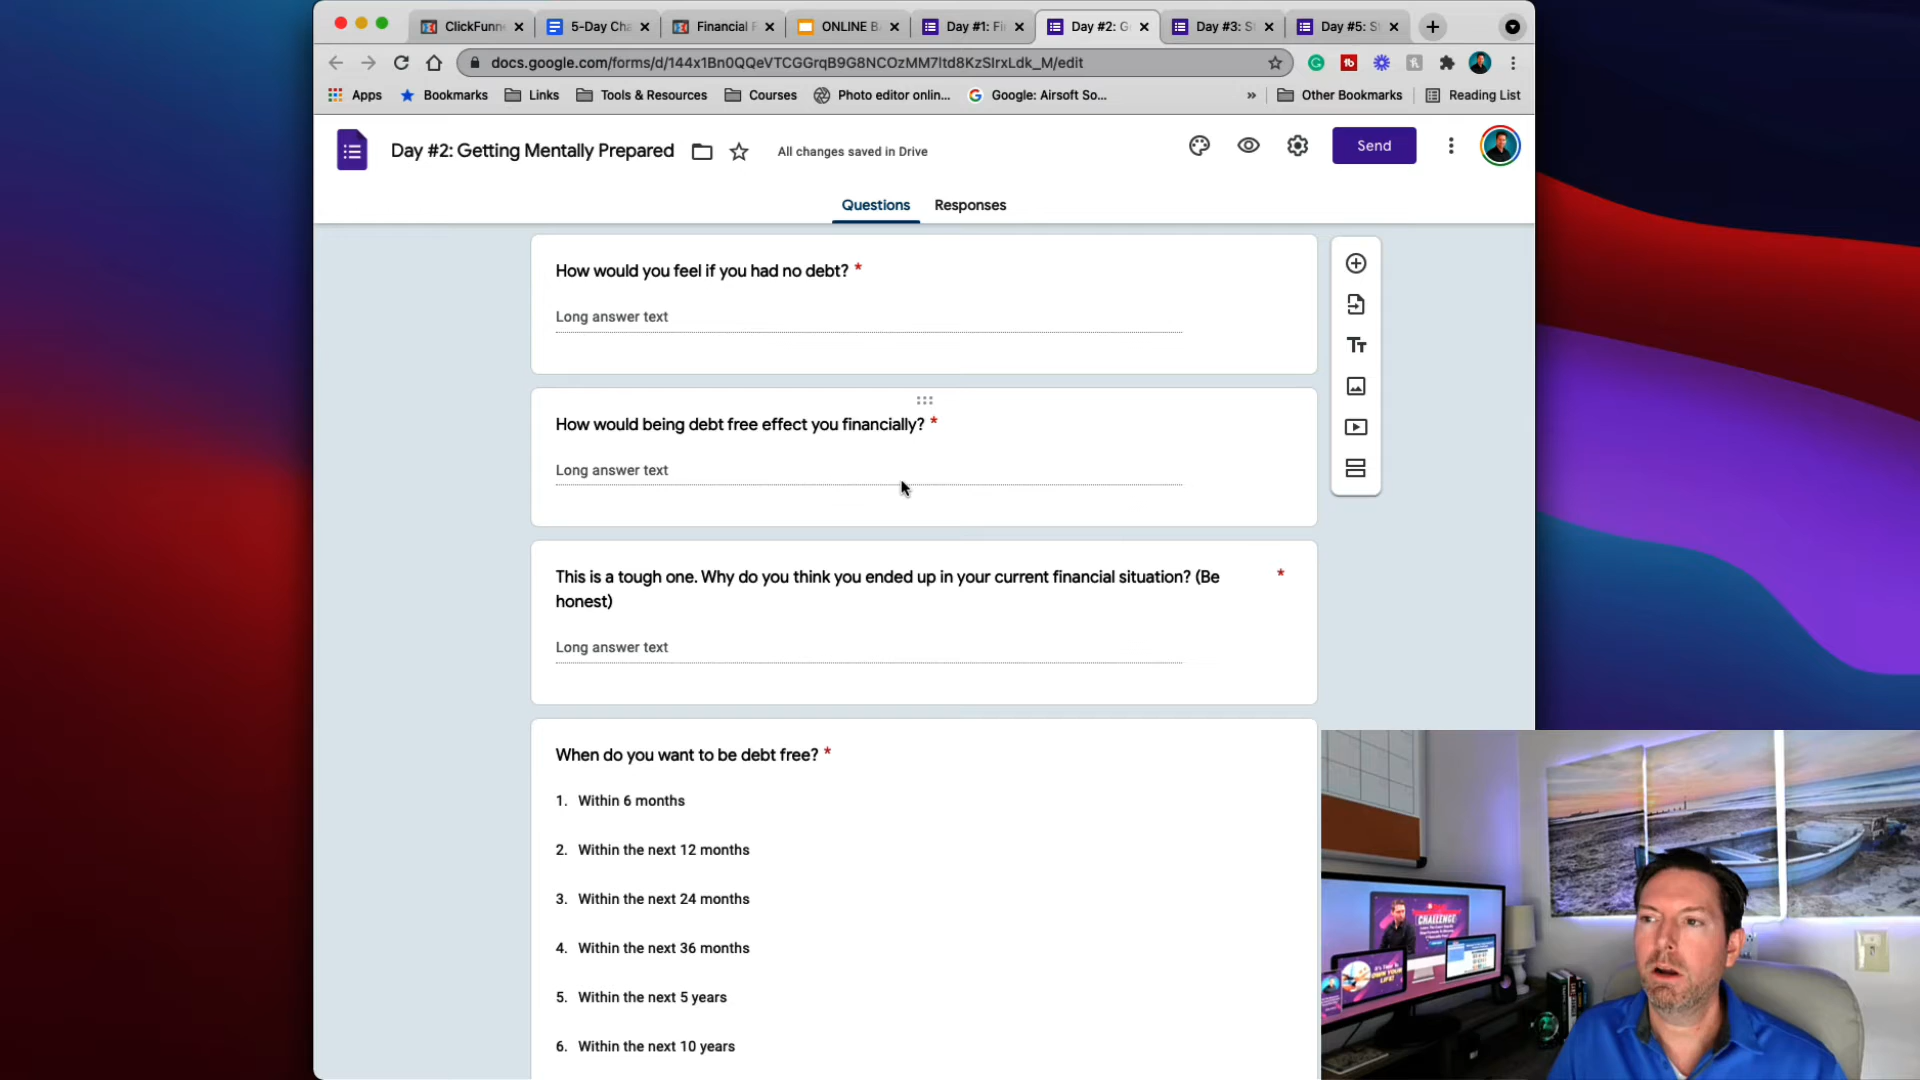 ClickFunne
5-Day Cha
Financial F
ONLINE B
Day #1: Fi
Day #2: G
Day #3: S
Day #5: S
docs.google.com/forms/d/144x1Bn0QQeVTCGGrqB9G8NCOzMM7ltd8KzSIrxLdk_M/edit
Apps
Bookmarks
Links
Tools & Resources
Courses
Photo editor onlin...
Google: Airsoft So...
»
Other Bookmarks
Reading List
Day #2: Getting Mentally Prepared
All changes saved in Drive
Send
Questions
Responses
How would you feel if you had no debt? *
Long answer text
How would being debt free effect you financially? *
Long answer text
This is a tough one. Why do you think you ended up in your current financial situation? (Be *
honest)
Long answer text
When do you want to be debt free? *
1. Within 6 months
2. Within the next 12 months
3. Within the next 24 months
4. Within the next 36 months
5. Within the next 5 years
6. Within the next 10 years
CHALLENGE